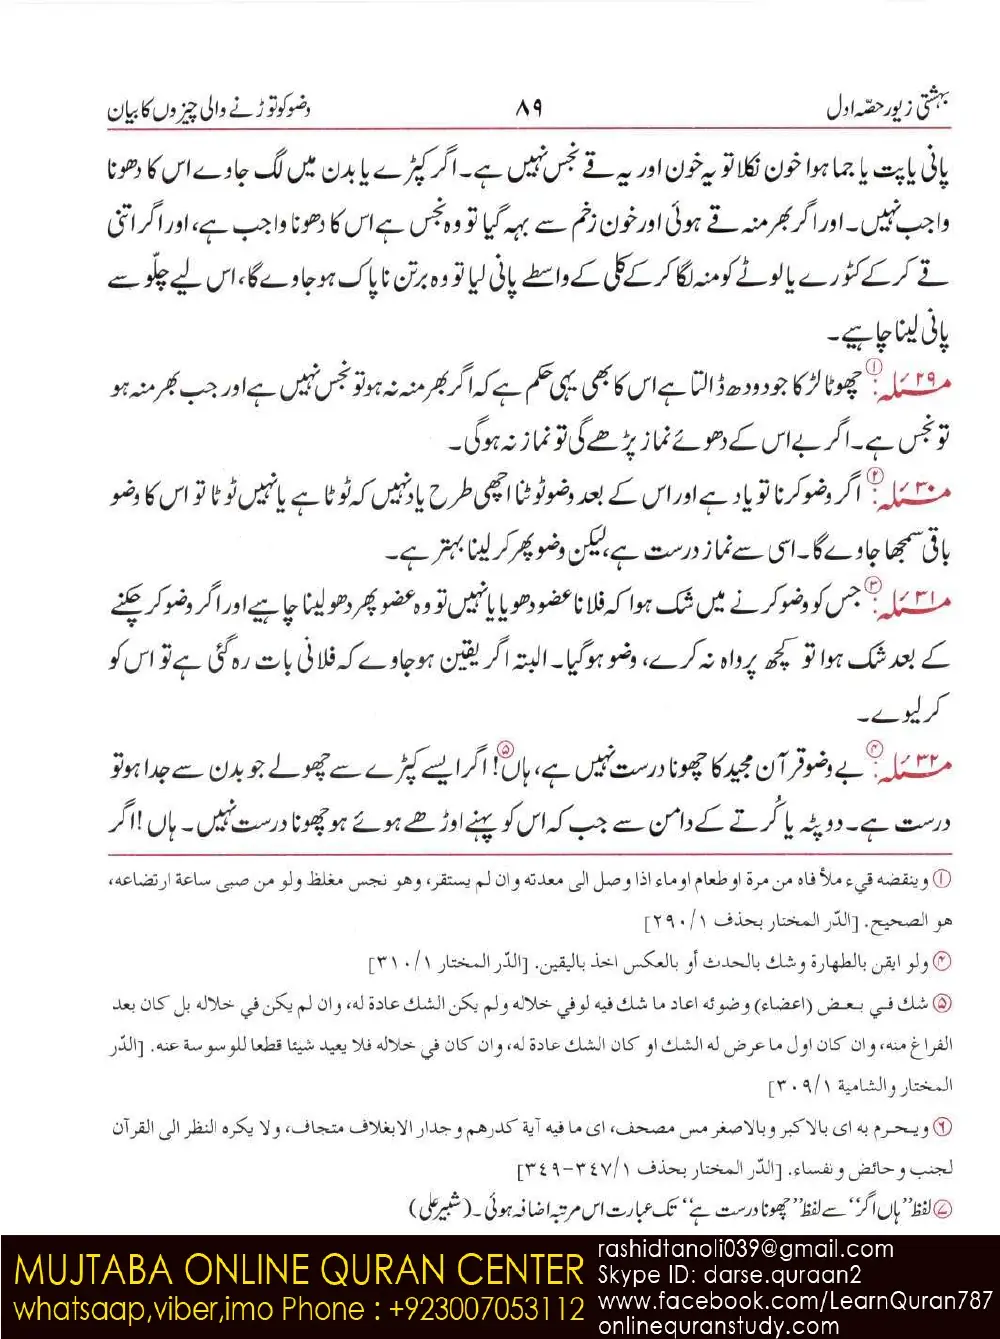 بہشتی زیور حصّہ اول ۸۹ وضو کو توڑنے والی چیزوں کا بیان
پانی یا پت یا جما ہوا خون نکلا تو یہ خون اور یہ قے نجس نہیں ہے۔ اگر کپڑے یا بدن میں لگ جاوے اس کا دھونا
واجب نہیں۔ اور اگر بھر منہ قے ہوئی اور خون زخم سے بہہ گیا تو وہ نجس ہے اس کا دھونا واجب ہے، اور اگر اتنی
قے کر کے کٹورے یا لوٹے کو منہ لگا کر کے کلی کے واسطے پانی لیا تو وہ برتن ناپاک ہو جاوے گا، اس لیے چلّو سے
پانی لینا چاہیے۔
مسئلہ ۲۹: ① چھوٹا لڑکا جو دودھ ڈالتا ہے اس کا بھی یہی حکم ہے کہ اگر بھر منہ نہ ہو تو نجس نہیں ہے اور جب بھر منہ ہو
تو نجس ہے۔ اگر بے اس کے دھوئے نماز پڑھے گی تو نماز نہ ہوگی۔
مسئلہ ۳۰: ② اگر وضو کرنا تو یاد ہے اور اس کے بعد وضو ٹوٹنا اچھی طرح یاد نہیں کہ ٹوٹا ہے یا نہیں ٹوٹا تو اس کا وضو
باقی سمجھا جاوے گا۔ اسی سے نماز درست ہے، لیکن وضو پھر کر لینا بہتر ہے۔
مسئلہ ۳۱: ③ جس کو وضو کرنے میں شک ہوا کہ فلانا عضو دھویا یا نہیں تو وہ عضو پھر دھو لینا چاہیے اور اگر وضو کر چکنے
کے بعد شک ہوا تو کچھ پرواہ نہ کرے، وضو ہوگیا۔ البتہ اگر یقین ہو جاوے کہ فلانی بات رہ گئی ہے تو اس کو
کر لیوے۔
مسئلہ ۳۲: ④ بے وضو قرآن مجید کا چھونا درست نہیں ہے، ہاں⑤! اگر ایسے کپڑے سے چھولے جو بدن سے جدا ہو تو
درست ہے۔ دوپٹہ یا کُرتے کے دامن سے جب کہ اس کو پہنے اوڑھے ہوئے ہو چھونا درست نہیں۔ ہاں! اگر
① وينقضه قيء ملأ فاه من مرة او طعام او ماء اذا وصل الى معدته وان لم يستقر، وهو نجس مغلظ ولو من صبى ساعة ارتضاعه،
هو الصحيح. [الدّر المختار بحذف ۱/۲۹۰]
④ ولو ايقن بالطهارة وشك بالحدث أو بالعكس اخذ باليقين. [الدّر المختار ۱/۳۱۰]
⑤ شك فى بعض (اعضاء) وضوئه اعاد ما شك فيه لو في خلاله ولم يكن الشك عادة له، وان لم يكن في خلاله بل كان بعد
الفراغ منه، وان كان اول ما عرض له الشك او كان الشك عادة له، وان كان في خلاله فلا يعيد شيئا قطعا للوسوسة عنه. [الدّر
المختار والشامية ۱/۳۰۹]
⑥ ويحرم به اى بالاكبر وبالاصغر مس مصحف، اى ما فيه آية كدرهم وجدار الابغلاف متجاف، ولا يكره النظر الى القرآن
لجنب وحائض ونفساء. [الدّر المختار بحذف ۱/۳۴۷-۳۴۹]
⑦ لفظ ’’ہاں اگر‘‘ سے لفظ ’’چھونا درست ہے‘‘ تک عبارت اس مرتبہ اضافہ ہوئی۔ (شبیر علی)
MUJTABA ONLINE QURAN CENTER
whatsaap,viber,imo Phone : +923007053112
rashidtanoli039@gmail.com
Skype ID: darse.quraan2
www.facebook.com/LearnQuran787
onlinequranstudy.com